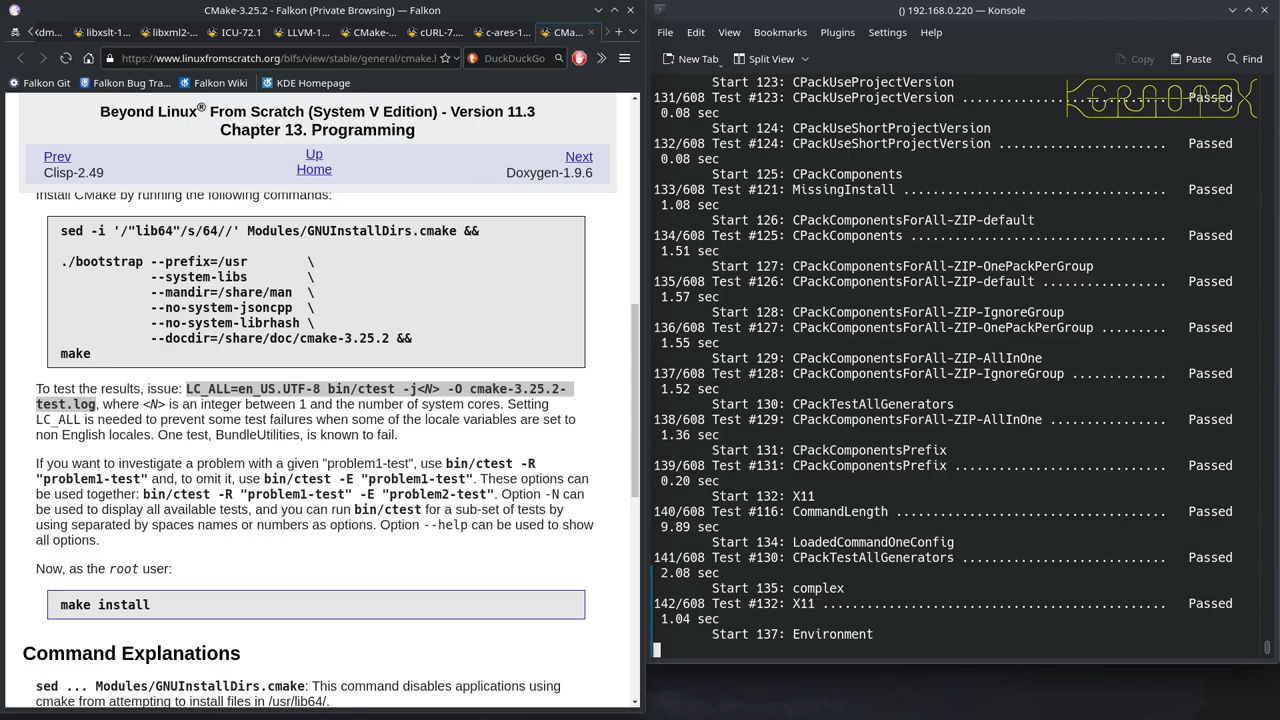 CMake-3.25.2 - Falkon (Private Browsing) — Falkon
libxslt-1...
libxml2-...
ICU-72.1
LLVM-1...
CMake-...
cURL-7...
c-ares-1...
CMa...
https://www.linuxfromscratch.org/blfs/view/stable/general/cmake.
DuckDuckGo
Falkon Git
Falkon Bug Tra...
Falkon Wiki
KDE Homepage
Beyond Linux® From Scratch (System V Edition) - Version 11.3
Chapter 13. Programming
Prev
Up
Next
Clisp-2.49
Home
Doxygen-1.9.6
Install CMake by running the following commands:
sed -i '/"lib64"/s/64//' Modules/GNUInstallDirs.cmake &&
./bootstrap --prefix=/usr \
--system-libs \
--mandir=/share/man \
--no-system-jsoncpp \
--no-system-librhash \
--docdir=/share/doc/cmake-3.25.2 &&
make
To test the results, issue: LC_ALL=en_US.UTF-8 bin/ctest -j<N> -O cmake-3.25.2-
test.log, where <N> is an integer between 1 and the number of system cores. Setting
LC_ALL is needed to prevent some test failures when some of the locale variables are set to
non English locales. One test, BundleUtilities, is known to fail.
If you want to investigate a problem with a given "problem1-test", use bin/ctest -R
"problem1-test" and, to omit it, use bin/ctest -E "problem1-test". These options can
be used together: bin/ctest -R "problem1-test" -E "problem2-test". Option -N can
be used to display all available tests, and you can run bin/ctest for a sub-set of tests by
using separated by spaces names or numbers as options. Option --help can be used to show
all options.
Now, as the root user:
make install
Command Explanations
sed ... Modules/GNUInstallDirs.cmake: This command disables applications using
cmake from attempting to install files in /usr/lib64/.
() 192.168.0.220 — Konsole
File Edit View Bookmarks Plugins Settings Help
New Tab
Split View
Copy
Paste
Find
Start 123: CPackUseProjectVersion
131/608 Test #123: CPackUseProjectVersion ......................... Passed
0.08 sec
Start 124: CPackUseShortProjectVersion
132/608 Test #124: CPackUseShortProjectVersion ....................... Passed
0.08 sec
Start 125: CPackComponents
133/608 Test #121: MissingInstall .................................... Passed
1.08 sec
Start 126: CPackComponentsForAll-ZIP-default
134/608 Test #125: CPackComponents ................................... Passed
1.51 sec
Start 127: CPackComponentsForAll-ZIP-OnePackPerGroup
135/608 Test #126: CPackComponentsForAll-ZIP-default ................. Passed
1.57 sec
Start 128: CPackComponentsForAll-ZIP-IgnoreGroup
136/608 Test #127: CPackComponentsForAll-ZIP-OnePackPerGroup ......... Passed
1.55 sec
Start 129: CPackComponentsForAll-ZIP-AllInOne
137/608 Test #128: CPackComponentsForAll-ZIP-IgnoreGroup ............. Passed
1.52 sec
Start 130: CPackTestAllGenerators
138/608 Test #129: CPackComponentsForAll-ZIP-AllInOne ................ Passed
1.36 sec
Start 131: CPackComponentsPrefix
139/608 Test #131: CPackComponentsPrefix ............................. Passed
0.20 sec
Start 132: X11
140/608 Test #116: CommandLength ..................................... Passed
9.89 sec
Start 134: LoadedCommandOneConfig
141/608 Test #130: CPackTestAllGenerators ............................ Passed
2.08 sec
Start 135: complex
142/608 Test #132: X11 ............................................... Passed
1.04 sec
Start 137: Environment